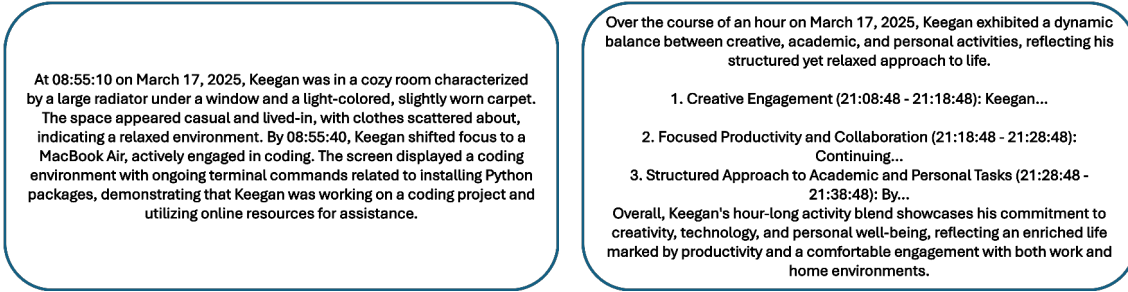 At 08:55:10 on March 17, 2025, Keegan was in a cozy room characterized
by a large radiator under a window and a light-colored, slightly worn carpet.
The space appeared casual and lived-in, with clothes scattered about,
indicating a relaxed environment. By 08:55:40, Keegan shifted focus to a
MacBook Air, actively engaged in coding. The screen displayed a coding
environment with ongoing terminal commands related to installing Python
packages, demonstrating that Keegan was working on a coding project and
utilizing online resources for assistance.
Over the course of an hour on March 17, 2025, Keegan exhibited a dynamic
balance between creative, academic, and personal activities, reflecting his
structured yet relaxed approach to life.
1. Creative Engagement (21:08:48 - 21:18:48): Keegan...
2. Focused Productivity and Collaboration (21:18:48 - 21:28:48):
Continuing...
3. Structured Approach to Academic and Personal Tasks (21:28:48 -
21:38:48): By...
Overall, Keegan's hour-long activity blend showcases his commitment to
creativity, technology, and personal well-being, reflecting an enriched life
marked by productivity and a comfortable engagement with both work and
home environments.